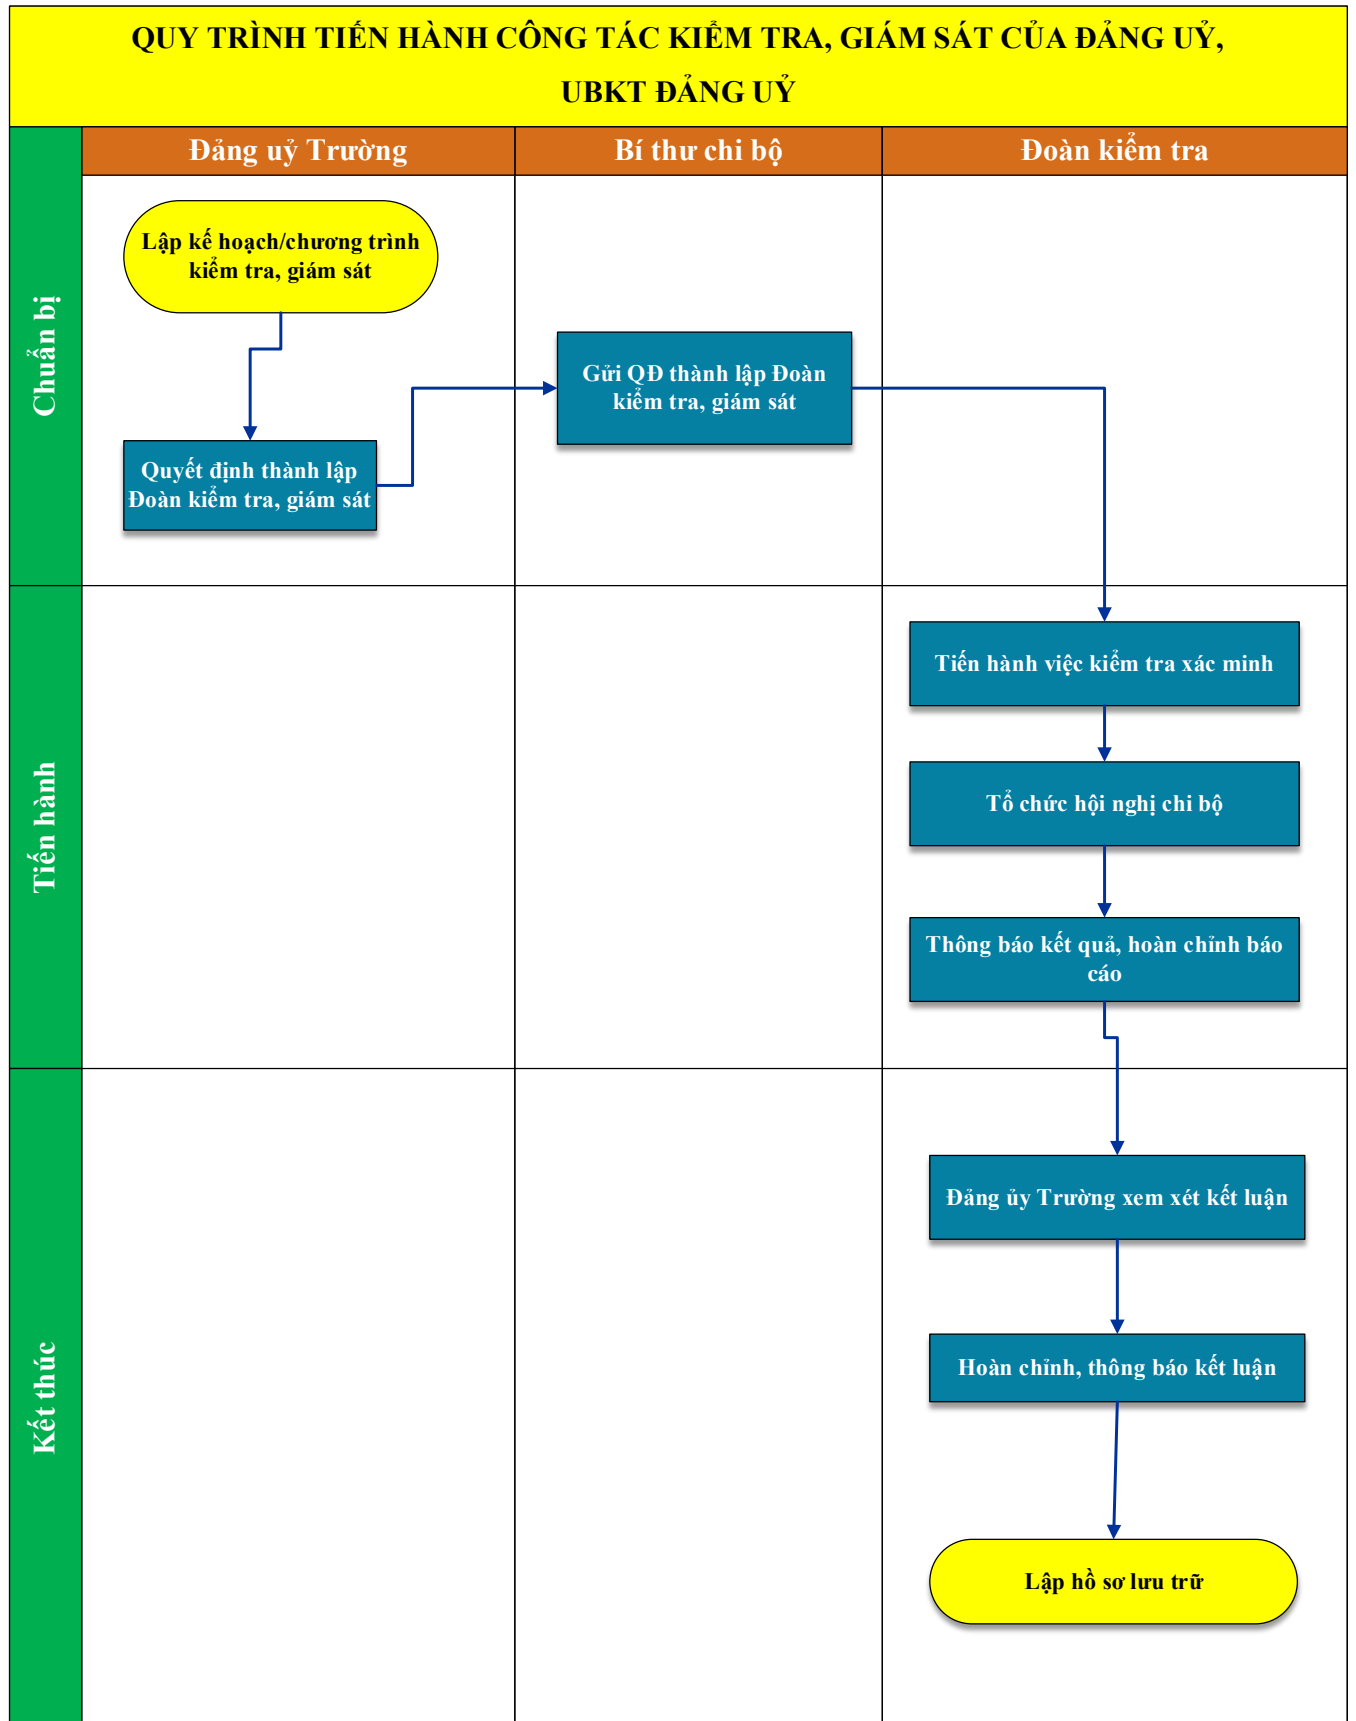 QUY TRÌNH TIẾN HÀNH CÔNG TÁC KIỂM TRA, GIÁM SÁT CỦA ĐẢNG UỶ,
UBKT ĐẢNG UỶ
Đảng uỷ Trường
Bí thư chi bộ
Đoàn kiểm tra
Chuẩn bị
Lập kế hoạch/chương trình
kiểm tra, giám sát
Gửi QĐ thành lập Đoàn
kiểm tra, giám sát
Quyết định thành lập
Đoàn kiểm tra, giám sát
Tiến hành
Tiến hành việc kiểm tra xác minh
Tổ chức hội nghị chi bộ
Thông báo kết quả, hoàn chỉnh báo
cáo
Kết thúc
Đảng ủy Trường xem xét kết luận
Hoàn chỉnh, thông báo kết luận
Lập hồ sơ lưu trữ